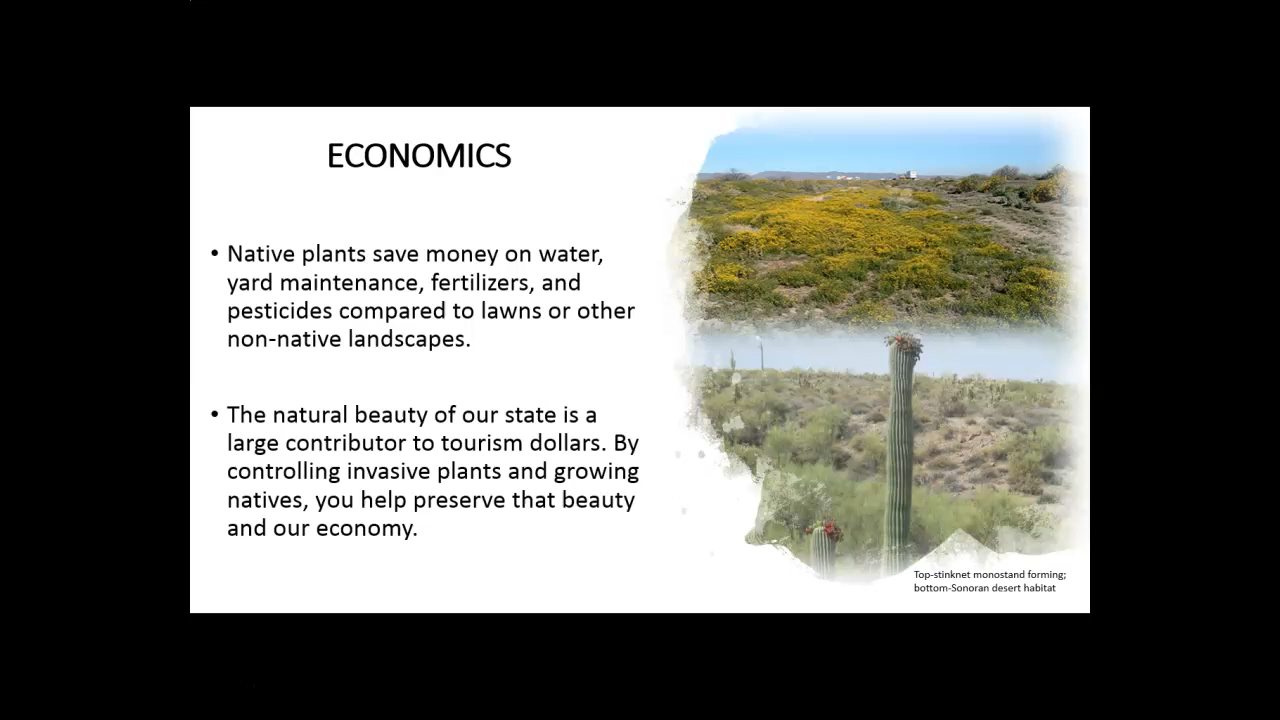 ECONOMICS
• Native plants save money on water,
yard maintenance, fertilizers, and
pesticides compared to lawns or other
non-native landscapes.
• The natural beauty of our state is a
large contributor to tourism dollars. By
controlling invasive plants and growing
natives, you help preserve that beauty
and our economy.
Top-stinknet monostand forming;
bottom-Sonoran desert habitat